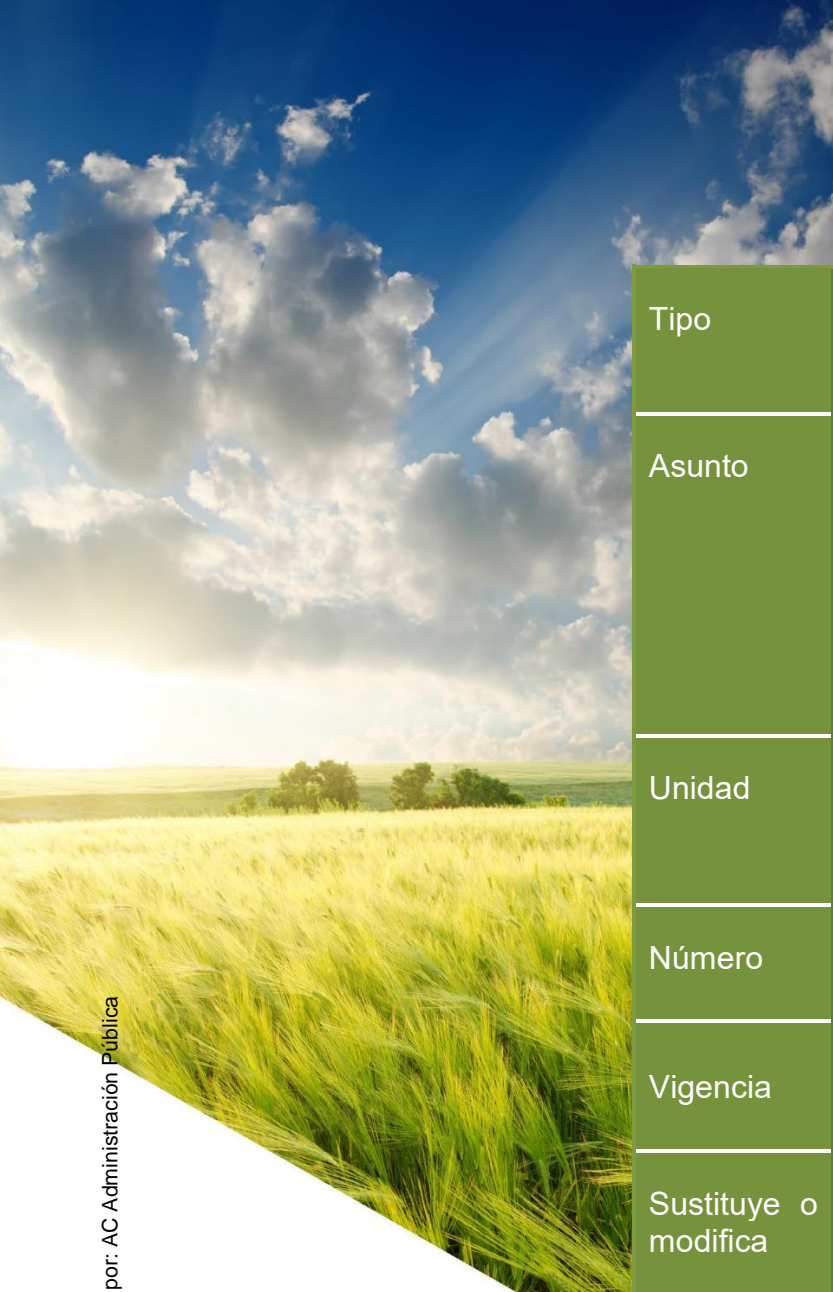 Tipo
Asunto
Unidad
Número
Vigencia
Sustituye o
modifica
por: AC Administración Pública